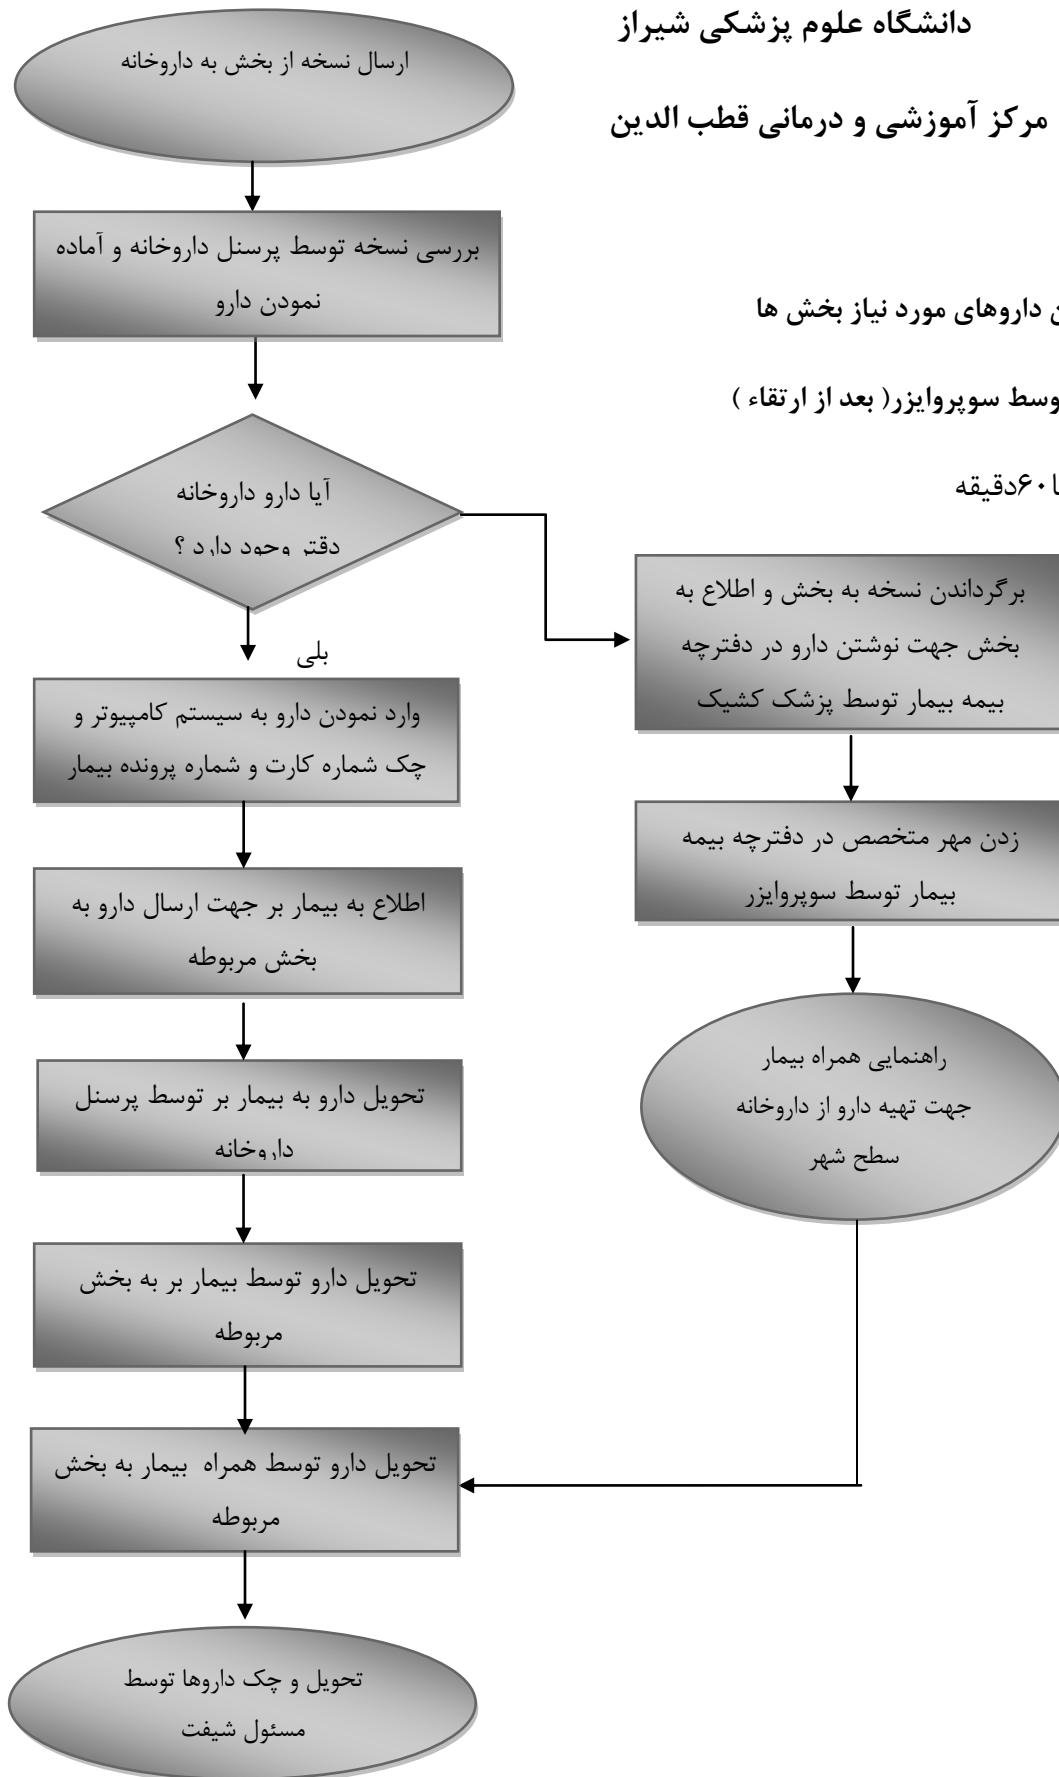 دانشگاه علوم پزشکی شیراز
مرکز آموزشی و درمانی قطب الدین
داروهای مورد نیاز بخش ها
سوپروایزر( بعد از ارتقاء )
۶۰دقیقه
ارسال نسخه از بخش به داروخانه
بررسی نسخه توسط پرسنل داروخانه و آماده
نمودن دارو
آیا دارو داروخانه
دفتر وجود دارد ؟
بلی
وارد نمودن دارو به سیستم کامپیوتر و
چک شماره کارت و شماره پرونده بیمار
اطلاع به بیمار بر جهت ارسال دارو به
بخش مربوطه
تحویل دارو به بیمار بر توسط پرسنل
داروخانه
تحویل دارو توسط بیمار بر به بخش
مربوطه
تحویل دارو توسط همراه بیمار به بخش
مربوطه
تحویل و چک داروها توسط
مسئول شیفت
برگرداندن نسخه به بخش و اطلاع به
بخش جهت نوشتن دارو در دفترچه
بیمه بیمار توسط پزشک کشیک
زدن مهر متخصص در دفترچه بیمه
بیمار توسط سوپروایزر
راهنمایی همراه بیمار
جهت تهیه دارو از داروخانه
سطح شهر